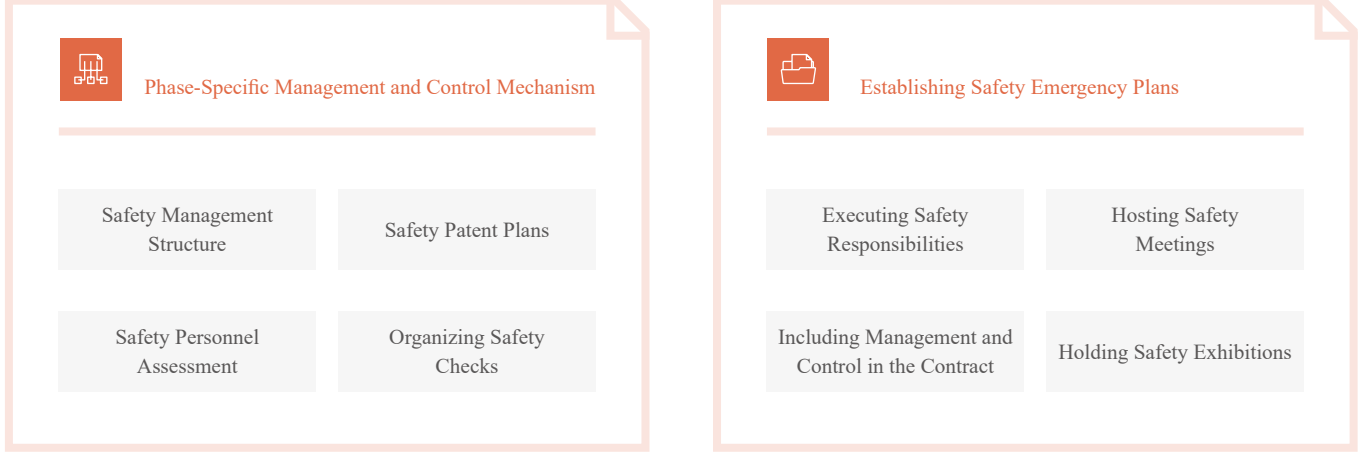 Phase-Specific Management and Control Mechanism
Safety Management
Structure
Safety Patent Plans
Safety Personnel
Assessment
Organizing Safety
Checks
Establishing Safety Emergency Plans
Executing Safety
Responsibilities
Hosting Safety
Meetings
Including Management and
Control in the Contract
Holding Safety Exhibitions